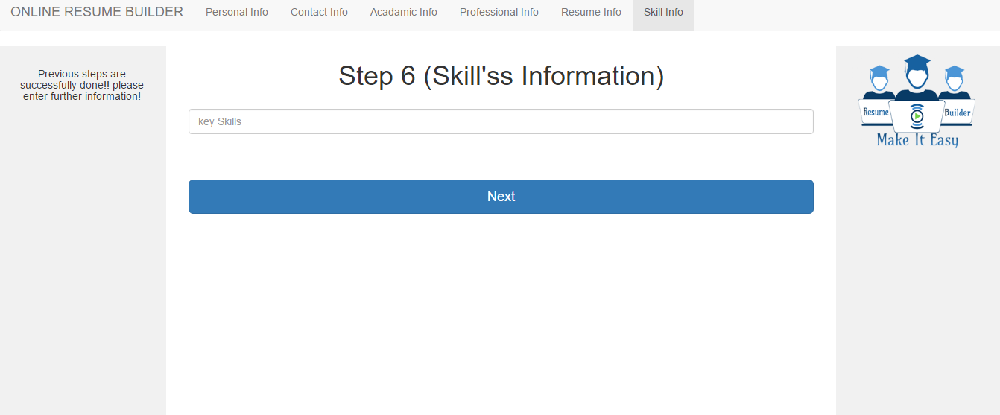 ONLINE RESUME BUILDER Personal Info Contact Info Acadamic Info Professional Info Resume Info Skill Info
Previous steps are
successfully done!! please
enter further information!
Step 6 (Skill'ss Information)
key Skills
Next
Resume Builder
Make It Easy